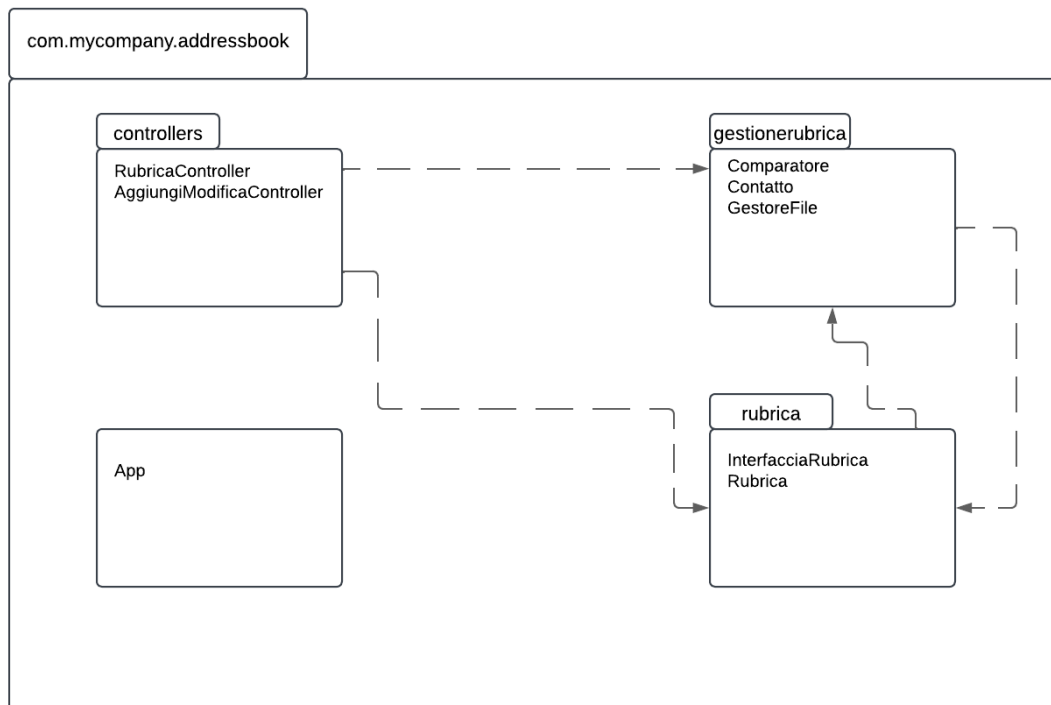 com.mycompany.addressbook
controllers
RubricaController
AggiungiModificaController
gestionerubrica
Comparatore
Contatto
GestoreFile
App
rubrica
InterfacciaRubrica
Rubrica